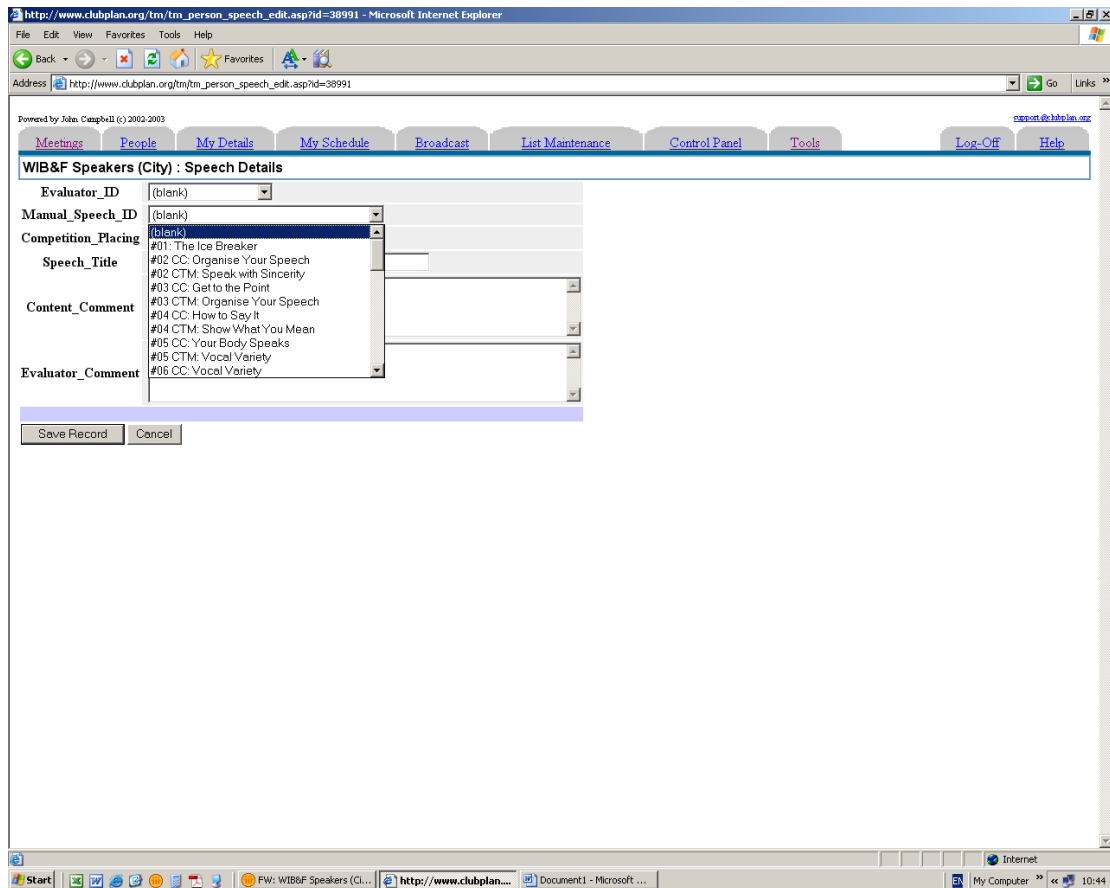 http://www.clubplan.org/tm/tm_person_speech_edit.asp?id=38991 - Microsoft Internet Explorer
File Edit View Favorites Tools Help
Back Favorites
Address http://www.clubplan.org/tm/tm_person_speech_edit.asp?id=38991 Go Links »
Powered by John Campbell (c) 2002-2003 support@clubplan.org
Meetings People My Details My Schedule Broadcast List Maintenance Control Panel Tools Log-Off Help
WIB&F Speakers (City) : Speech Details
Evaluator_ID (blank)
Manual_Speech_ID (blank)
Competition_Placing
Speech_Title
Content_Comment
Evaluator_Comment
(blank)
#01: The Ice Breaker
#02 CC: Organise Your Speech
#02 CTM: Speak with Sincerity
#03 CC: Get to the Point
#03 CTM: Organise Your Speech
#04 CC: How to Say It
#04 CTM: Show What You Mean
#05 CC: Your Body Speaks
#05 CTM: Vocal Variety
#06 CC: Vocal Variety
Save Record Cancel
Internet
Start FW: WIB&F Speakers (Ci... http://www.clubplan.... Document1 - Microsoft ... EN My Computer » « 10:44